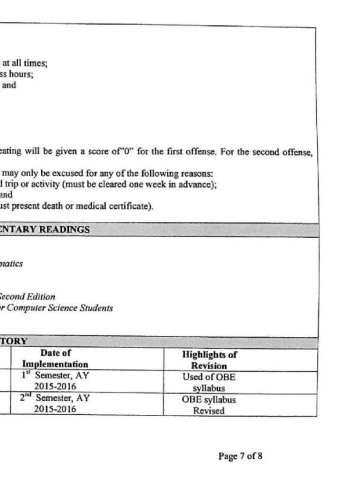 at all times;
ss hours;
and
eating will be given a score of"0" for the first offense. For the second offense,
may only be excused for any of the following reasons:
d trip or activity (must be cleared one week in advance);
and
ust present death or medical certificate).
NTARY READINGS
matics
Second Edition
r Computer Science Students
TORY
Date of Implementation
Highlights of Revision
1st Semester, AY 2015-2016
Used of OBE syllabus
2nd Semester, AY 2015-2016
OBE syllabus Revised
Page 7 of 8